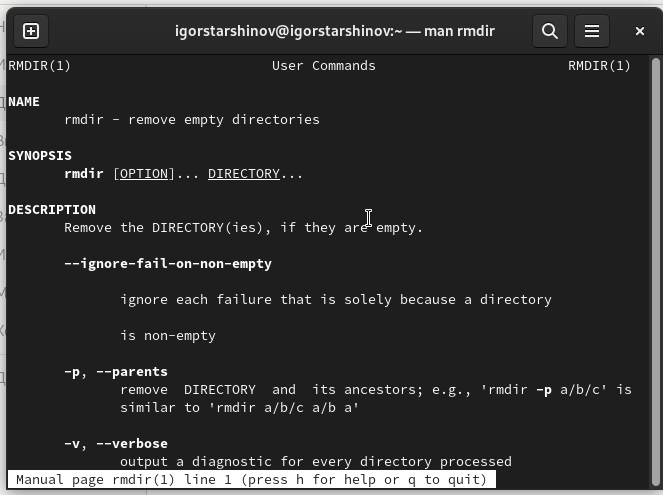 igorstarshinov@igorstarshinov:~ — man rmdir
RMDIR(1) User Commands RMDIR(1)
NAME
rmdir - remove empty directories
SYNOPSIS
rmdir [OPTION]... DIRECTORY...
DESCRIPTION
Remove the DIRECTORY(ies), if they are empty.
--ignore-fail-on-non-empty
ignore each failure that is solely because a directory
is non-empty
-p, --parents
remove DIRECTORY and its ancestors; e.g., 'rmdir -p a/b/c' is
similar to 'rmdir a/b/c a/b a'
-v, --verbose
output a diagnostic for every directory processed
Manual page rmdir(1) line 1 (press h for help or q to quit)